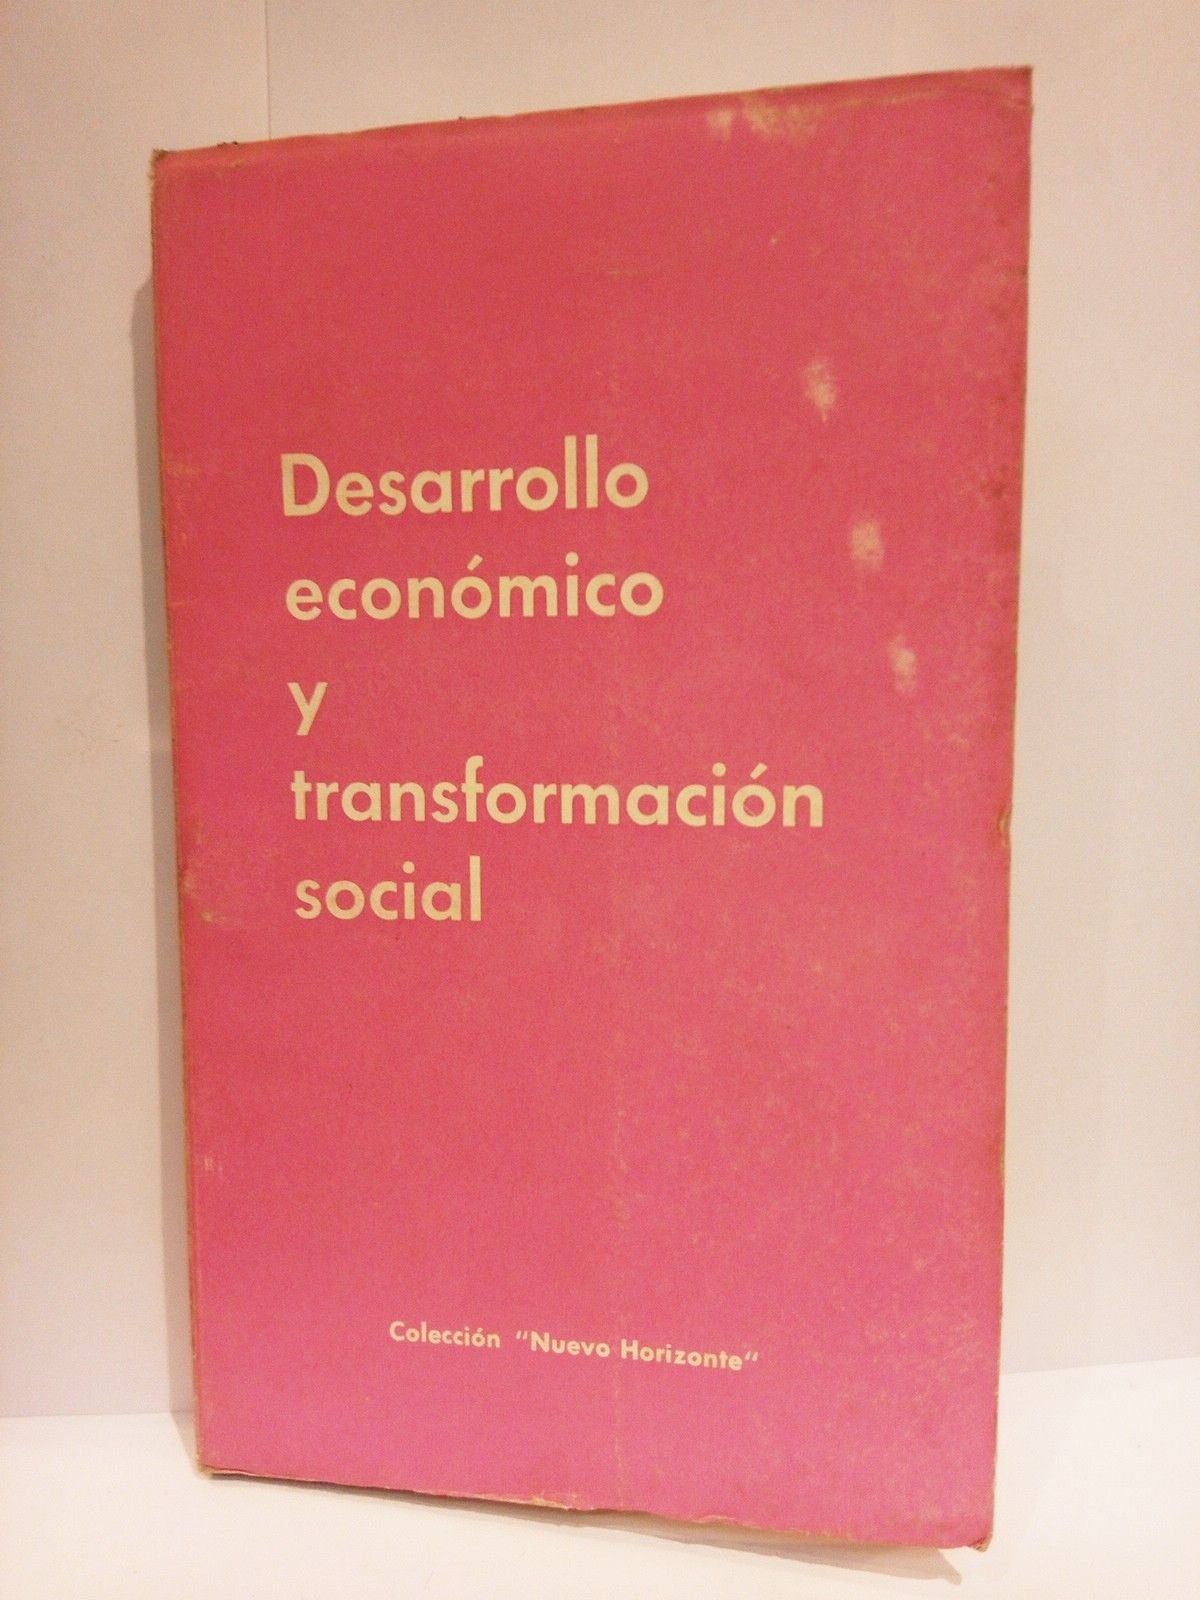 Desarrollo
económico
y
transformación
social
Colección "Nuevo Horizonte"